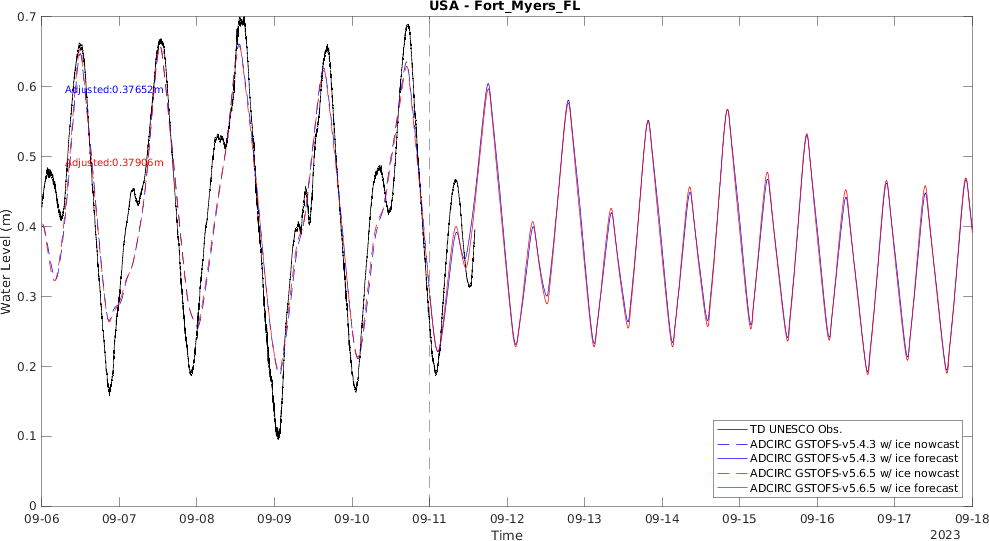 USA - Fort_Myers_FL
0.7
0.6
0.5
0.4
0.3
0.2
0.1
0
Water Level (m)
Adjusted:0.37652m
Adjusted:0.37906m
TD UNESCO Obs.
ADCIRC GSTOFS-v5.4.3 w/ ice nowcast
ADCIRC GSTOFS-v5.4.3 w/ ice forecast
ADCIRC GSTOFS-v5.6.5 w/ ice nowcast
ADCIRC GSTOFS-v5.6.5 w/ ice forecast
09-06 09-07 09-08 09-09 09-10 09-11 09-12 09-13 09-14 09-15 09-16 09-17 09-18
Time
2023